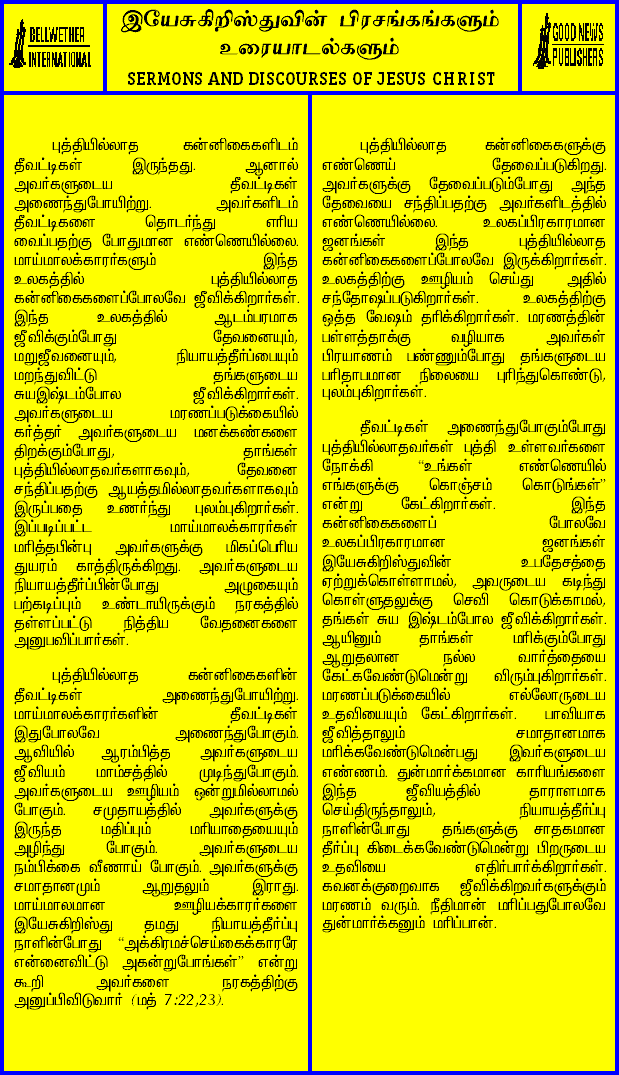 BELLWETHER
INTERNATIONAL
இயேசுகிறிஸ்துவின் பிரசங்கங்களும்
உரையாடல்களும்
SERMONS AND DISCOURSES OF JESUS CHRIST
GOOD NEWS
PUBLISHERS
புத்தியில்லாத கன்னிகைகளிடம்
தீவட்டிகள் இருந்தது. ஆனால்
அவர்களுடைய தீவட்டிகள்
அணைந்துபோயிற்று. அவர்களிடம்
தீவட்டிகளை தொடர்ந்து எரிய
வைப்பதற்கு போதுமான எண்ணெயில்லை.
மாய்மாலக்காரர்களும் இந்த
உலகத்தில் புத்தியில்லாத
கன்னிகைகளைப்போலவே ஜீவிக்கிறார்கள்.
இந்த உலகத்தில் ஆடம்பரமாக
ஜீவிக்கும்போது தேவனையும்,
மறுஜீவனையும், நியாயத்தீர்ப்பையும்
மறந்துவிட்டு தங்களுடைய
சுயஇஷ்டம்போல ஜீவிக்கிறார்கள்.
அவர்களுடைய மரணப்படுக்கையில்
கர்த்தர் அவர்களுடைய மனக்கண்களை
திறக்கும்போது, தாங்கள்
புத்தியில்லாதவர்களாகவும், தேவனை
சந்திப்பதற்கு ஆயத்தமில்லாதவர்களாகவும்
இருப்பதை உணர்ந்து புலம்புகிறார்கள்.
இப்படிப்பட்ட மாய்மாலக்காரர்கள்
மரித்தபின்பு அவர்களுக்கு மிகப்பெரிய
துயரம் காத்திருக்கிறது. அவர்களுடைய
நியாயத்தீர்ப்பின்போது அழுகையும்
பற்கடிப்பும் உண்டாயிருக்கும் நரகத்தில்
தள்ளப்பட்டு நித்திய வேதனைகளை
அனுபவிப்பார்கள்.
புத்தியில்லாத கன்னிகைகளின்
தீவட்டிகள் அணைந்துபோயிற்று.
மாய்மாலக்காரர்களின் தீவட்டிகள்
இதுபோலவே அணைந்துபோகும்.
ஆவியில் ஆரம்பித்த அவர்களுடைய
ஜீவியம் மாம்சத்தில் முடிந்துபோகும்.
அவர்களுடைய ஊழியம் ஒன்றுமில்லாமல்
போகும். சமுதாயத்தில் அவர்களுக்கு
இருந்த மதிப்பும் மரியாதையையும்
அழிந்து போகும். அவர்களுடைய
நம்பிக்கை வீணாய் போகும். அவர்களுக்கு
சமாதானமும் ஆறுதலும் இராது.
மாய்மாலமான ஊழியக்காரர்களை
இயேசுகிறிஸ்து தமது நியாயத்தீர்ப்பு
நாளின்போது “அக்கிரமச்செய்கைக்காரரே
என்னைவிட்டு அகன்றுபோங்கள்” என்று
கூறி அவர்களை நரகத்திற்கு
அனுப்பிவிடுவார் (மத் 7:22,23).
புத்தியில்லாத கன்னிகைகளுக்கு
எண்ணெய் தேவைப்படுகிறது.
அவர்களுக்கு தேவைப்படும்போது அந்த
தேவையை சந்திப்பதற்கு அவர்களிடத்தில்
எண்ணெயில்லை. உலகப்பிரகாரமான
ஜனங்கள் இந்த புத்தியில்லாத
கன்னிகைகளைப்போலவே இருக்கிறார்கள்.
உலகத்திற்கு ஊழியம் செய்து அதில்
சந்தோஷப்படுகிறார்கள். உலகத்திற்கு
ஒத்த வேஷம் தரிக்கிறார்கள். மரணத்தின்
பள்ளத்தாக்கு வழியாக அவர்கள்
பிரயாணம் பண்ணும்போது தங்களுடைய
பரிதாபமான நிலையை புரிந்துகொண்டு,
புலம்புகிறார்கள்.
தீவட்டிகள் அணைந்துபோகும்போது
புத்தியில்லாதவர்கள் புத்தி உள்ளவர்களை
நோக்கி “உங்கள் எண்ணெயில்
எங்களுக்கு கொஞ்சம் கொடுங்கள்”
என்று கேட்கிறார்கள். இந்த
கன்னிகைகளைப் போலவே
உலகப்பிரகாரமான ஜனங்கள்
இயேசுகிறிஸ்துவின் உபதேசத்தை
ஏற்றுக்கொள்ளாமல், அவருடைய கடிந்து
கொள்ளுதலுக்கு செவி கொடுக்காமல்,
தங்கள் சுய இஷ்டம்போல ஜீவிக்கிறார்கள்.
ஆயினும் தாங்கள் மரிக்கும்போது
ஆறுதலான நல்ல வார்த்தையை
கேட்கவேண்டுமென்று விரும்புகிறார்கள்.
மரணப்படுக்கையில் எல்லோருடைய
உதவியையும் கேட்கிறார்கள். பாவியாக
ஜீவித்தாலும் சமாதானமாக
மரிக்கவேண்டுமென்பது இவர்களுடைய
எண்ணம். துன்மார்க்கமான காரியங்களை
இந்த ஜீவியத்தில் தாராளமாக
செய்திருந்தாலும், நியாயத்தீர்ப்பு
நாளின்போது தங்களுக்கு சாதகமான
தீர்ப்பு கிடைக்கவேண்டுமென்று பிறருடைய
உதவியை எதிர்பார்க்கிறார்கள்.
கவனக்குறைவாக ஜீவிக்கிறவர்களுக்கும்
மரணம் வரும். நீதிமான் மரிப்பதுபோலவே
துன்மார்க்கனும் மரிப்பான்.